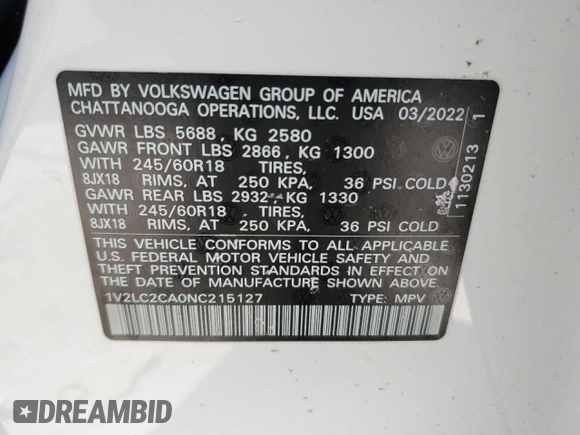 MFD BY VOLKSWAGEN GROUP OF AMERICA
CHATTANOOGA OPERATIONS, LLC. USA 03/2022
GVWR LBS 5688, KG 2580
GAWR FRONT LBS 2866, KG 1300
WITH 245/60R18 TIRES,
8JX18 RIMS, AT 250 KPA, 36 PSI COLD
GAWR REAR LBS 2932, KG 1330
WITH 245/60R18 TIRES,
8JX18 RIMS, AT 250 KPA, 36 PSI COLD
THIS VEHICLE CONFORMS TO ALL APPLICABLE
U.S. FEDERAL MOTOR VEHICLE SAFETY AND
THEFT PREVENTION STANDARDS IN EFFECT ON
THE DATE OF MANUFACTURE SHOWN ABOVE.
1V2LC2CA0NC215127 TYPE: MPV
1130213 1
DREAMBID